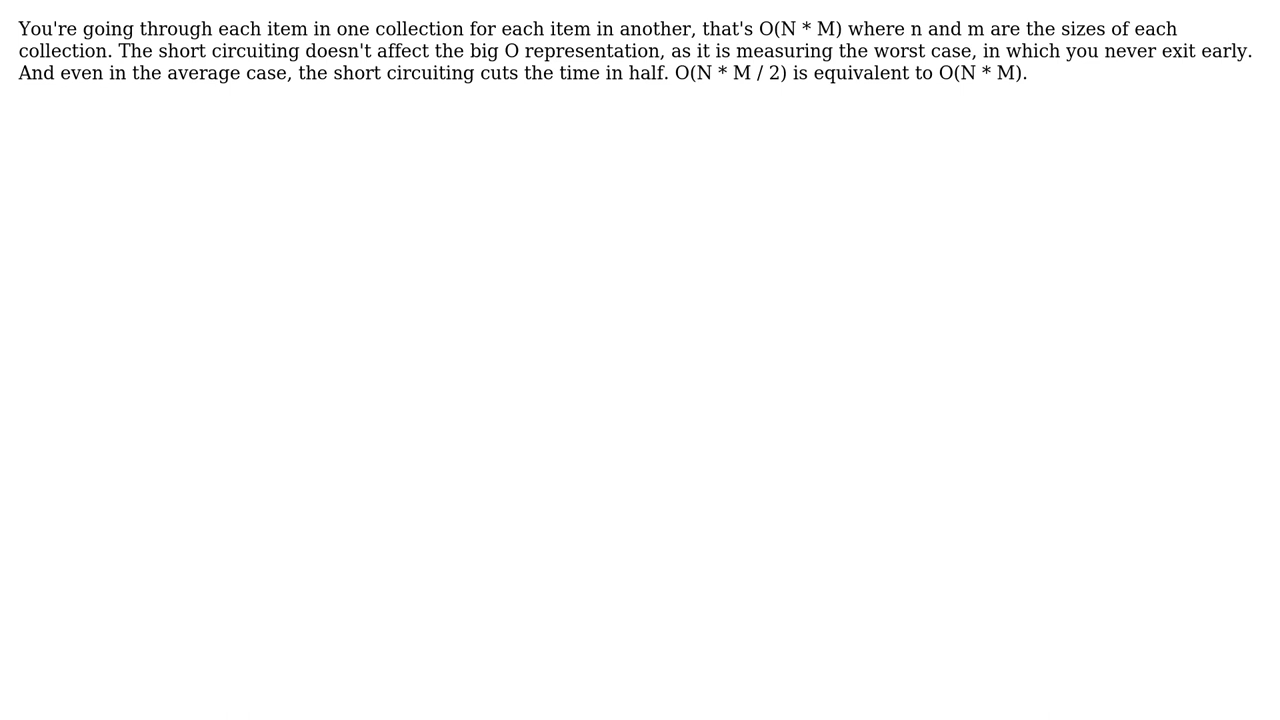 You're going through each item in one collection for each item in another, that's O(N * M) where n and m are the sizes of each
collection. The short circuiting doesn't affect the big O representation, as it is measuring the worst case, in which you never exit early.
And even in the average case, the short circuiting cuts the time in half. O(N * M / 2) is equivalent to O(N * M).